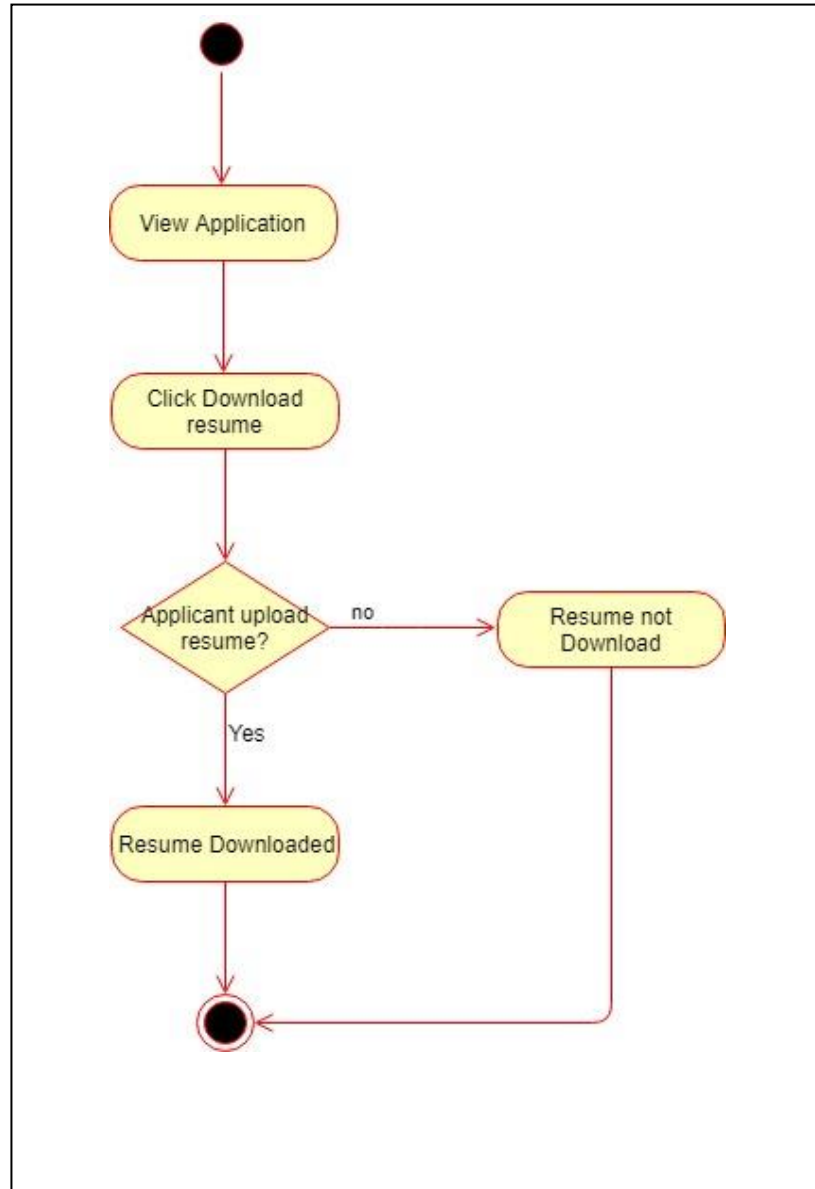 View Application
Click Download
resume
Applicant upload
resume?
no
Resume not
Download
Yes
Resume Downloaded